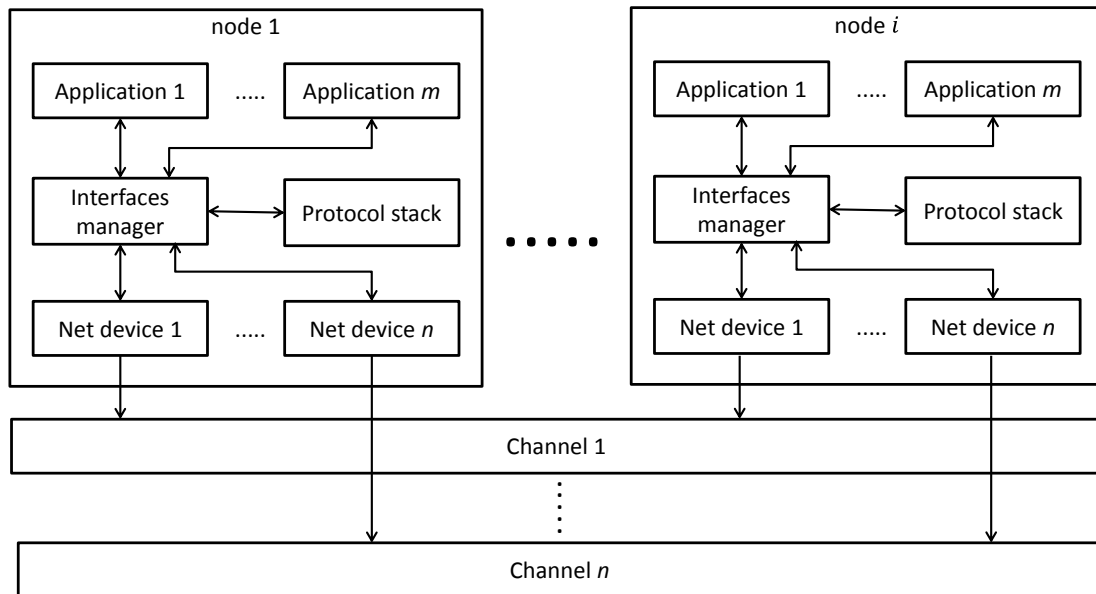 node 1
node i
Application 1 ..... Application m
Application 1 ..... Application m
Interfaces
manager
Protocol stack
Interfaces
manager
Protocol stack
.....
Net device 1 ..... Net device n
Net device 1 ..... Net device n
Channel 1
Channel n